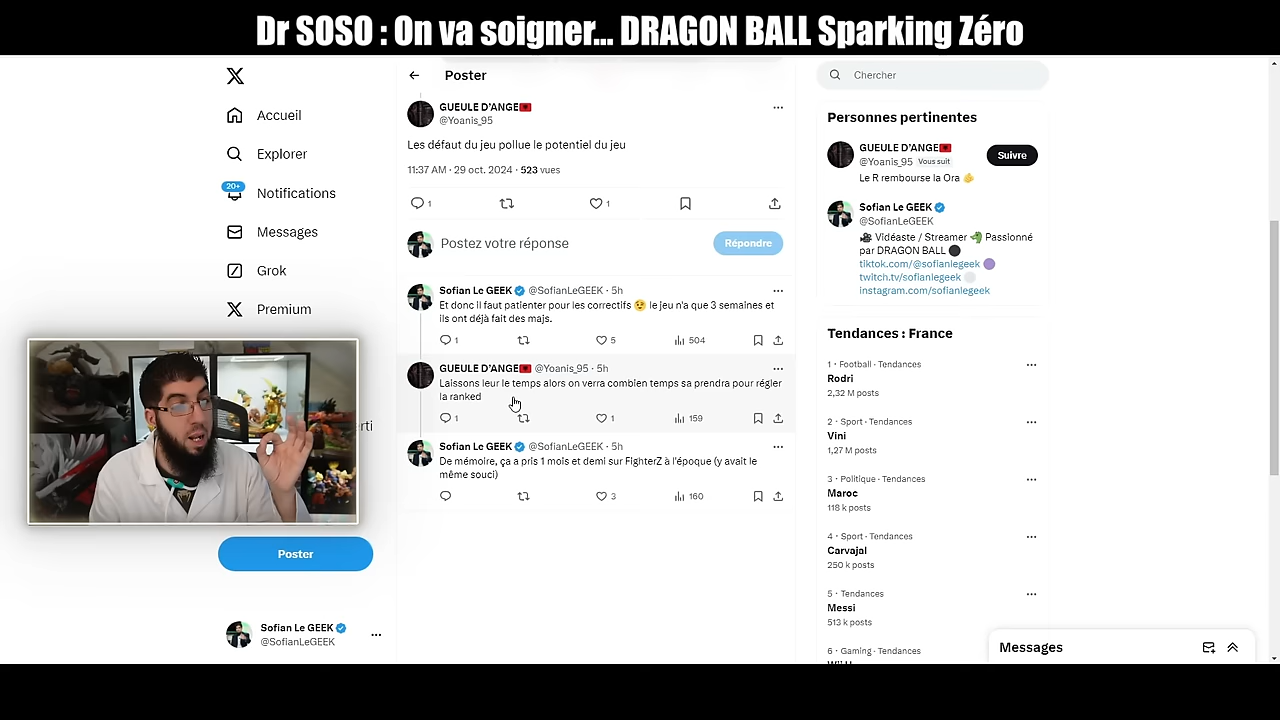 Dr SOSO : On va soigner... DRAGON BALL Sparking Zéro
Accueil
Explorer
20+
Notifications
Messages
Grok
Premium
Poster
Sofian Le GEEK
@SofianLeGEEK
Poster
GUEULE D'ANGE
@Yoanis_95
Les défaut du jeu pollue le potentiel du jeu
11:37 AM · 29 oct. 2024 · 523 vues
1
1
Postez votre réponse
Répondre
Sofian Le GEEK @SofianLeGEEK · 5h
Et donc il faut patienter pour les correctifs 😉 le jeu n'a que 3 semaines et
ils ont déjà fait des majs.
1 5 504
GUEULE D'ANGE @Yoanis_95 · 5h
Laissons leur le temps alors on verra combien temps sa prendra pour régler
la ranked
1 1 159
Sofian Le GEEK @SofianLeGEEK · 5h
De mémoire, ça a pris 1 mois et demi sur FighterZ à l'époque (y avait le
même souci)
3 160
Chercher
Personnes pertinentes
GUEULE D'ANGE
@Yoanis_95 Vous suit
Suivre
Le R rembourse la Ora
Sofian Le GEEK
@SofianLeGEEK
Vidéaste / Streamer Passionné
par DRAGON BALL
tiktok.com/@sofianlegeek
twitch.tv/sofianlegeek
instagram.com/sofianlegeek
Tendances : France
1 · Football · Tendances
Rodri
2,32 M posts
2 · Sport · Tendances
Vini
1,27 M posts
3 · Politique · Tendances
Maroc
118 k posts
4 · Sport · Tendances
Carvajal
250 k posts
5 · Tendances
Messi
513 k posts
6 · Gaming · Tendances
Messages